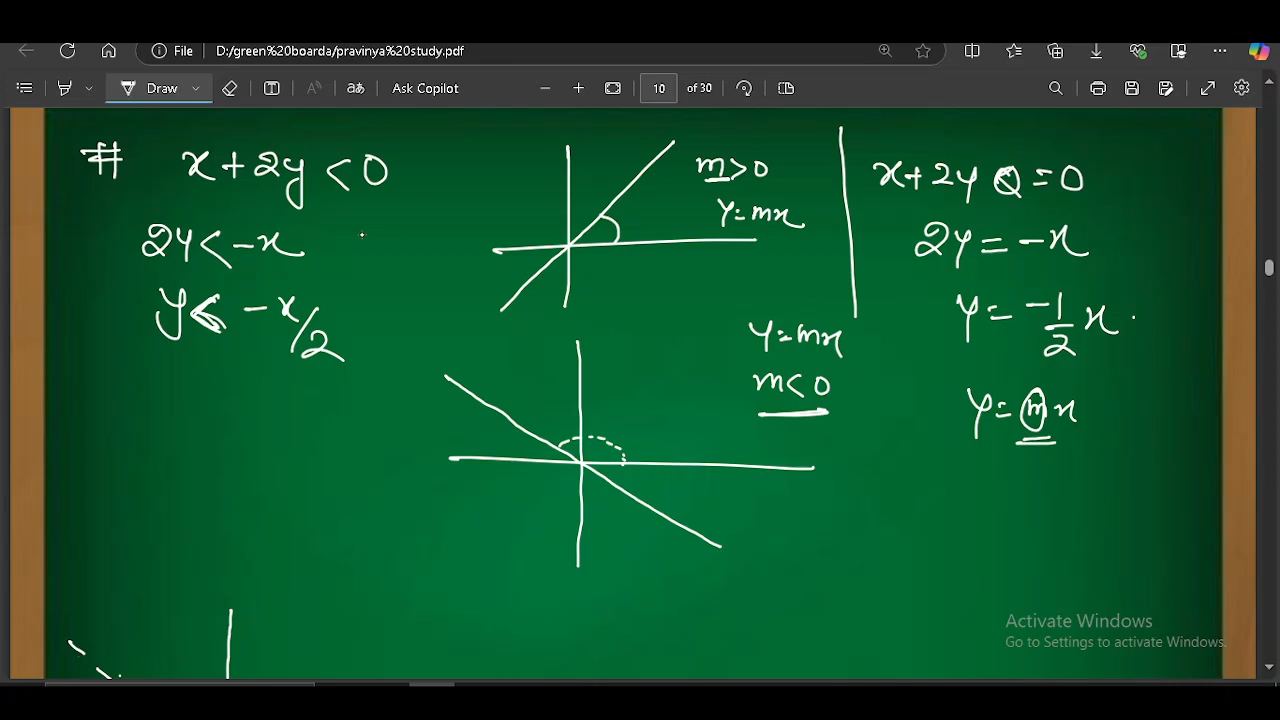 File D:/green%20boarda/pravinya%20study.pdf
Draw Ask Copilot 10 of 30
# x + 2y < 0
2y < -x
y < -x/2
m > 0
y = mx
y = mx
m < 0
x + 2y = 0
2y = -x
y = -1/2 x
y = mx
Activate Windows
Go to Settings to activate Windows.